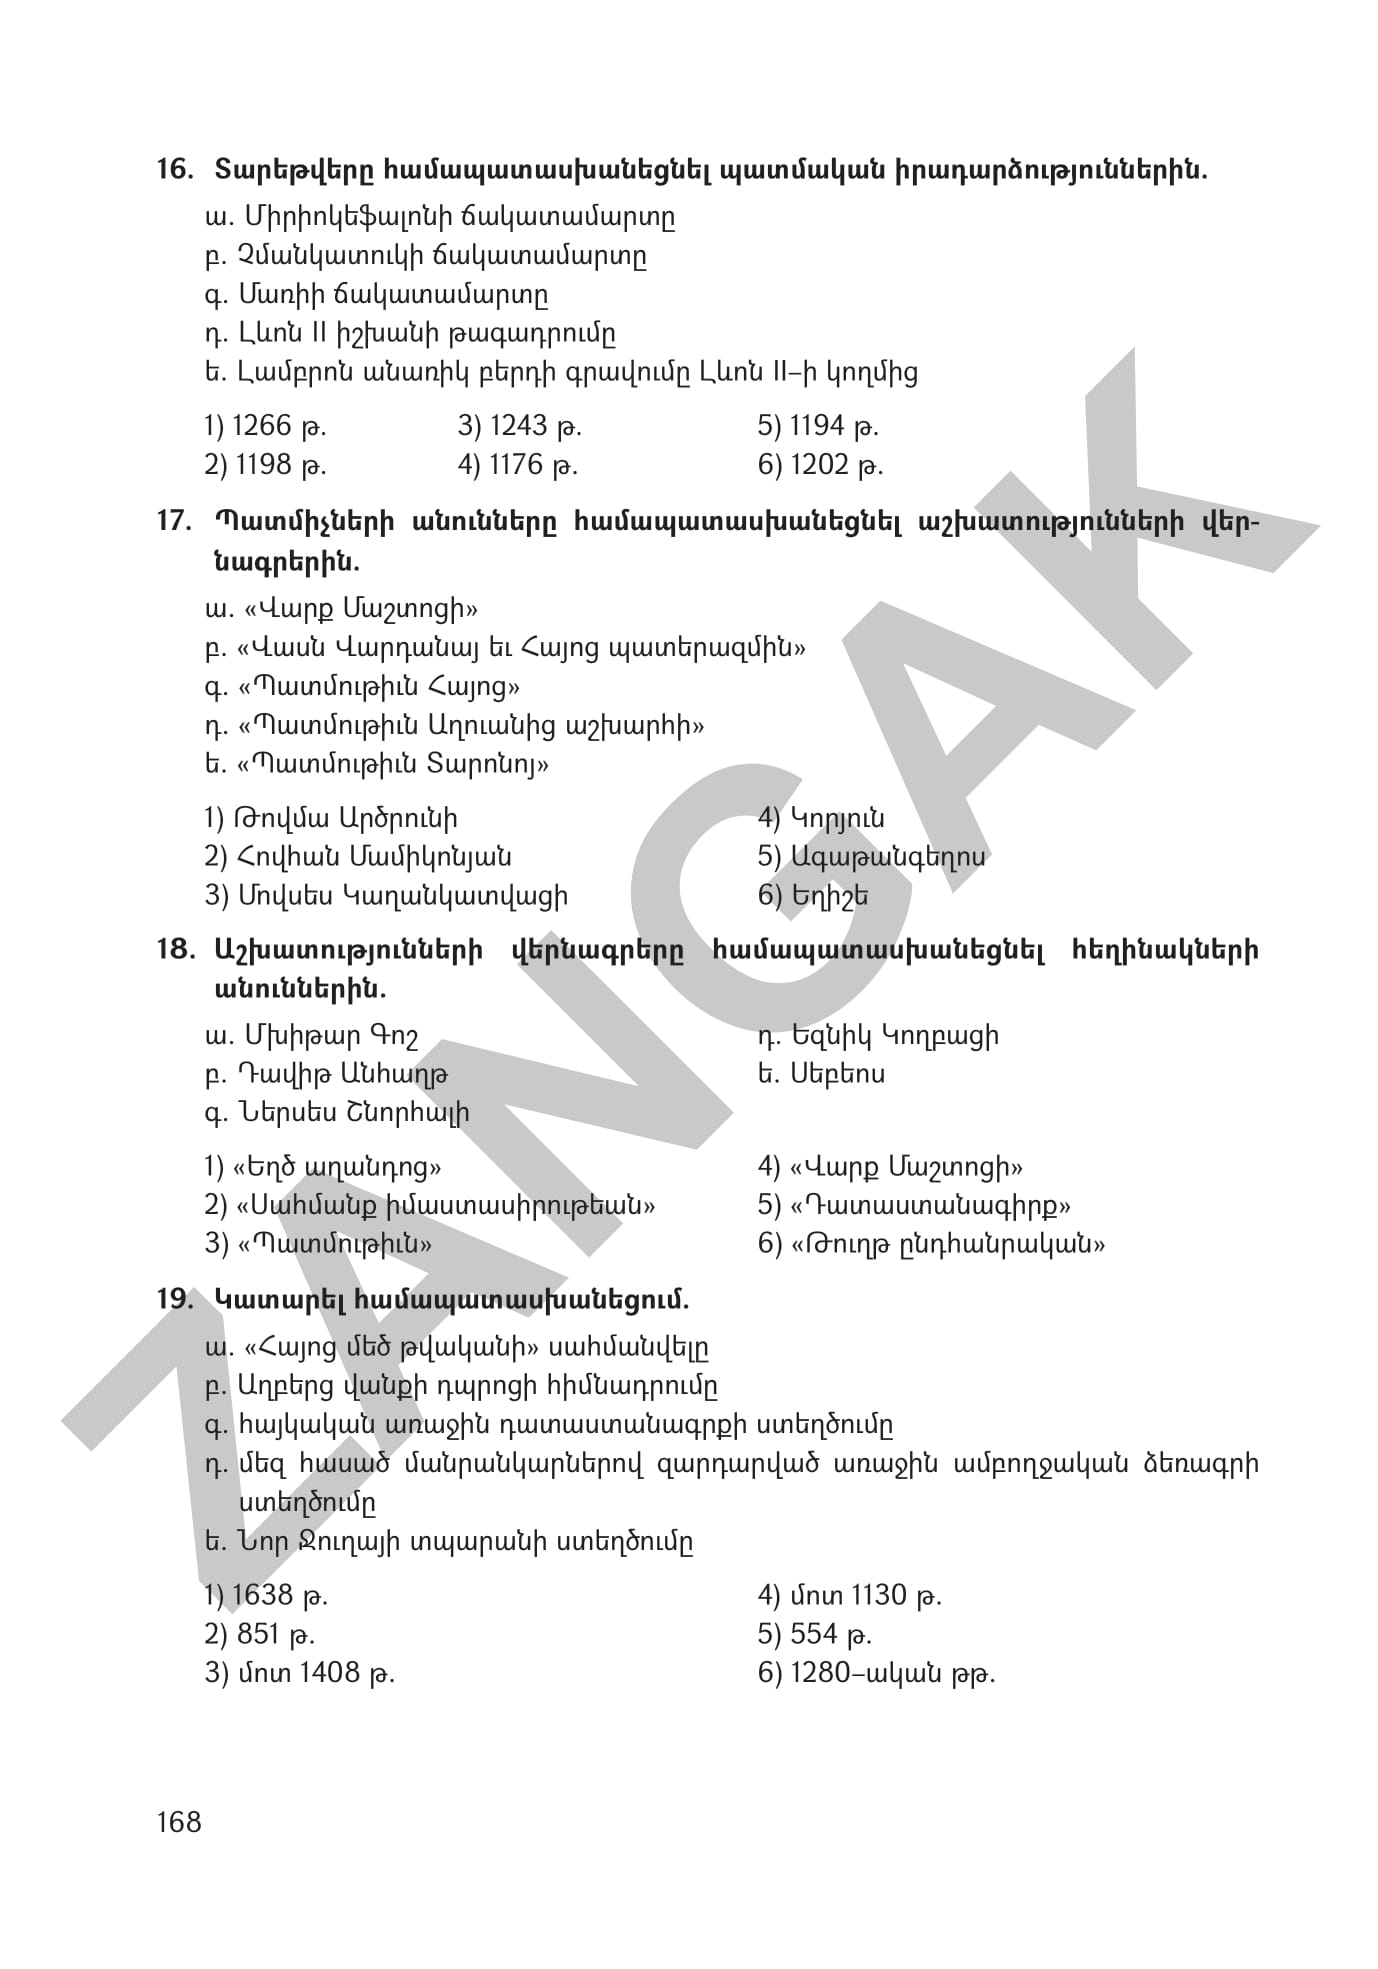 16. Տարեթվերը համապատասխանեցնել պատմական իրադարձություններին.
ա. Միրիոկեֆալոնի ճակատամարտը
բ. Չմանկատուկի ճակատամարտը
գ. Մառիի ճակատամարտը
դ. Լևոն II իշխանի թագադրումը
ե. Լամբրոն անառիկ բերդի գրավումը Լևոն II–ի կողմից
1) 1266 թ. 3) 1243 թ. 5) 1194 թ.
2) 1198 թ. 4) 1176 թ. 6) 1202 թ.
17. Պատմիչների անունները համապատասխանեցնել աշխատությունների վեր-
նագրերին.
ա. «Վարք Մաշտոցի»
բ. «Վասն Վարդանայ եւ Հայոց պատերազմին»
գ. «Պատմութիւն Հայոց»
դ. «Պատմութիւն Աղուանից աշխարհի»
ե. «Պատմութիւն Տարոնոյ»
1) Թովմա Արծրունի 4) Կորյուն
2) Հովհան Մամիկոնյան 5) Ագաթանգեղոս
3) Մովսես Կաղանկատվացի 6) Եղիշե
18. Աշխատությունների վերնագրերը համապատասխանեցնել հեղինակների
անուններին.
ա. Մխիթար Գոշ դ. Եզնիկ Կողբացի
բ. Դավիթ Անհաղթ ե. Սեբեոս
գ. Ներսես Շնորհալի
1) «Եղծ աղանդոց» 4) «Վարք Մաշտոցի»
2) «Սահմանք իմաստասիրութեան» 5) «Դատաստանագիրք»
3) «Պատմութիւն» 6) «Թուղթ ընդհանրական»
19. Կատարել համապատասխանեցում.
ա. «Հայոց մեծ թվականի» սահմանվելը
բ. Աղբերց վանքի դպրոցի հիմնադրումը
գ. հայկական առաջին դատաստանագրքի ստեղծումը
դ. մեզ հասած մանրանկարներով զարդարված առաջին ամբողջական ձեռագրի
ստեղծումը
ե. Նոր Ջուղայի տպարանի ստեղծումը
1) 1638 թ. 4) մոտ 1130 թ.
2) 851 թ. 5) 554 թ.
3) մոտ 1408 թ. 6) 1280–ական թթ.
168
ZANGAK